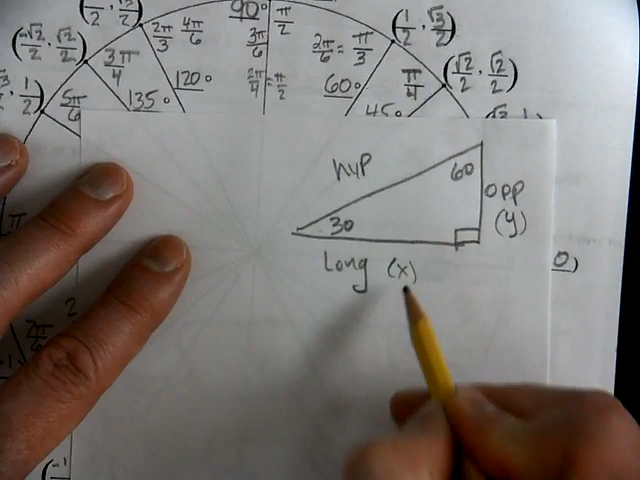 90°
π/2
(1/2, √3/2)
2π/3 4π/6
3π/6
2π/6 = π/3
(-√2/2, √2/2)
3π/4
120°
2π/4 = π/2
60°
π/4
(√2/2, √2/2)
135°
45°
5π/6
hyp
60
opp
(y)
30
Long (x)